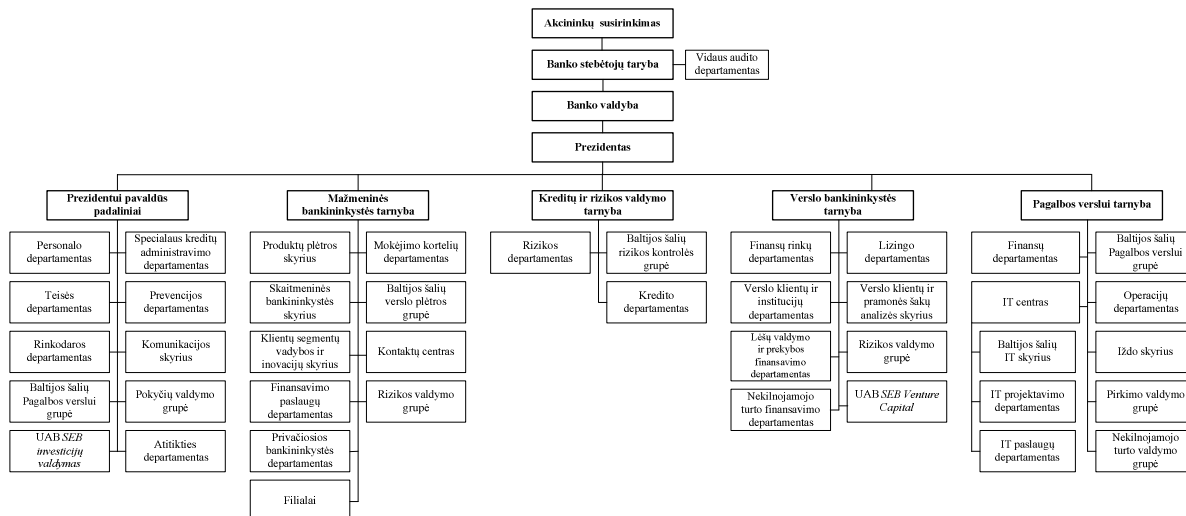 Akcininkų susirinkimas
Banko stebėtojų taryba
Vidaus audito
departamentas
Banko valdyba
Prezidentas
Prezidentui pavaldūs
padaliniai
Personalo
departamentas
Specialaus kreditų
administravimo
departamentas
Teisės
departamentas
Prevencijos
departamentas
Rinkodaros
departamentas
Komunikacijos
skyrius
Baltijos šalių
Pagalbos verslui
grupė
Pokyčių valdymo
grupė
UAB SEB
investicijų
valdymas
Atitikties
departamentas
Mažmeninės
bankininkystės tarnyba
Produktų plėtros
skyrius
Mokėjimo kortelių
departamentas
Skaitmeninės
bankininkystės
skyrius
Baltijos šalių
verslo plėtros
grupė
Klientų segmentų
vadybos ir
inovacijų skyrius
Kontaktų centras
Finansavimo
paslaugų
departamentas
Rizikos valdymo
grupė
Privačiosios
bankininkystės
departamentas
Filialai
Kreditų ir rizikos valdymo
tarnyba
Rizikos
departamentas
Baltijos šalių
rizikos kontrolės
grupė
Kredito
departamentas
Verslo bankininkystės
tarnyba
Finansų rinkų
departamentas
Lizingo
departamentas
Verslo klientų ir
institucijų
departamentas
Verslo klientų ir
pramonės šakų
analizės skyrius
Lėšų valdymo
ir prekybos
finansavimo
departamentas
Rizikos valdymo
grupė
Nekilnojamojo
turto finansavimo
departamentas
UAB SEB Venture
Capital
Pagalbos verslui tarnyba
Finansų
departamentas
Baltijos šalių
Pagalbos verslui
grupė
IT centras
Operacijų
departamentas
Baltijos šalių
IT skyrius
Iždo skyrius
IT projektavimo
departamentas
Pirkimo valdymo
grupė
IT paslaugų
departamentas
Nekilnojamojo
turto valdymo
grupė